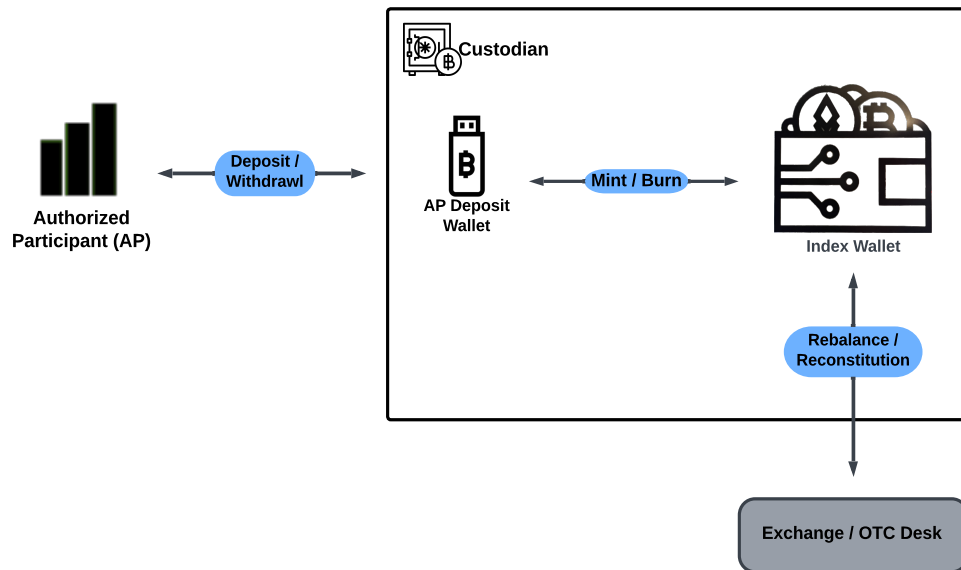 Custodian
Deposit /
Withdrawl
Authorized
Participant (AP)
AP Deposit
Wallet
Mint / Burn
Index Wallet
Rebalance /
Reconstitution
Exchange / OTC Desk